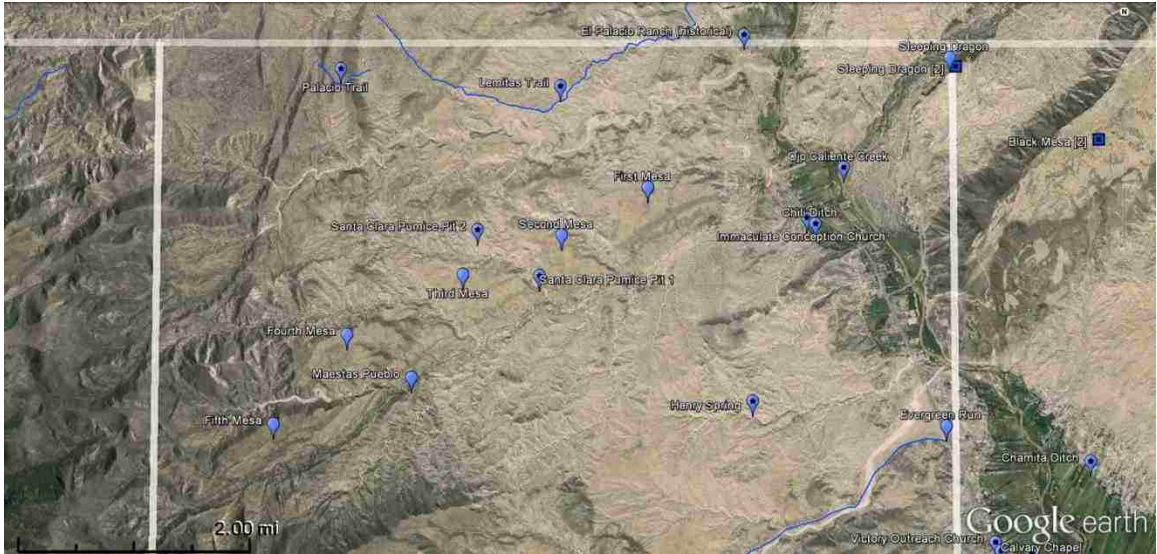 El Palacio Ranch (historical)
Sleeping Dragon
Sleeping Dragon [2]
Palacio Trail
Lemitas Trail
Black Mesa [2]
Ojo Caliente Creek
First Mesa
Chili Ditch
Santa Clara Pumice Pit 2
Second Mesa
Immaculate Conception Church
Third Mesa
Santa Clara Pumice Pit 1
Fourth Mesa
Maestas Pueblo
Henry Spring
Fifth Mesa
Evergreen Run
Chamita Ditch
2.00 mi
Google earth
Victory Outreach Church
Calvary Chapel
N